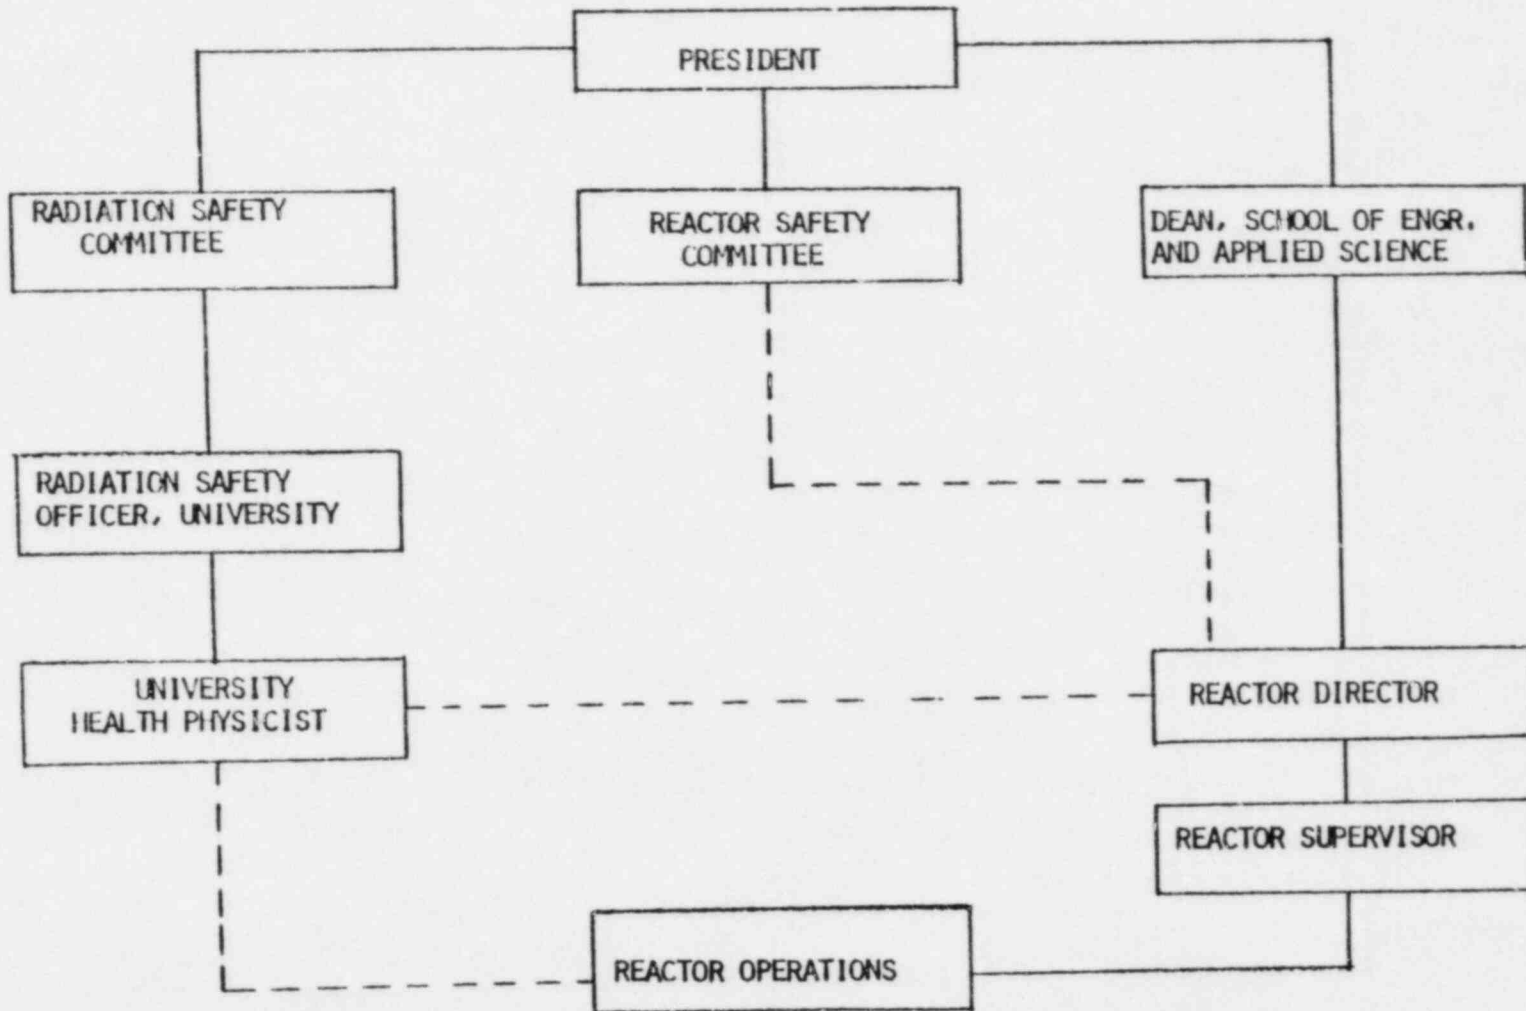 PRESIDENT
RADIATION SAFETY
COMMITTEE
REACTOR SAFETY
COMMITTEE
DEAN, SCHOOL OF ENGR.
AND APPLIED SCIENCE
RADIATION SAFETY
OFFICER, UNIVERSITY
UNIVERSITY
HEALTH PHYSICIST
REACTOR DIRECTOR
REACTOR SUPERVISOR
REACTOR OPERATIONS